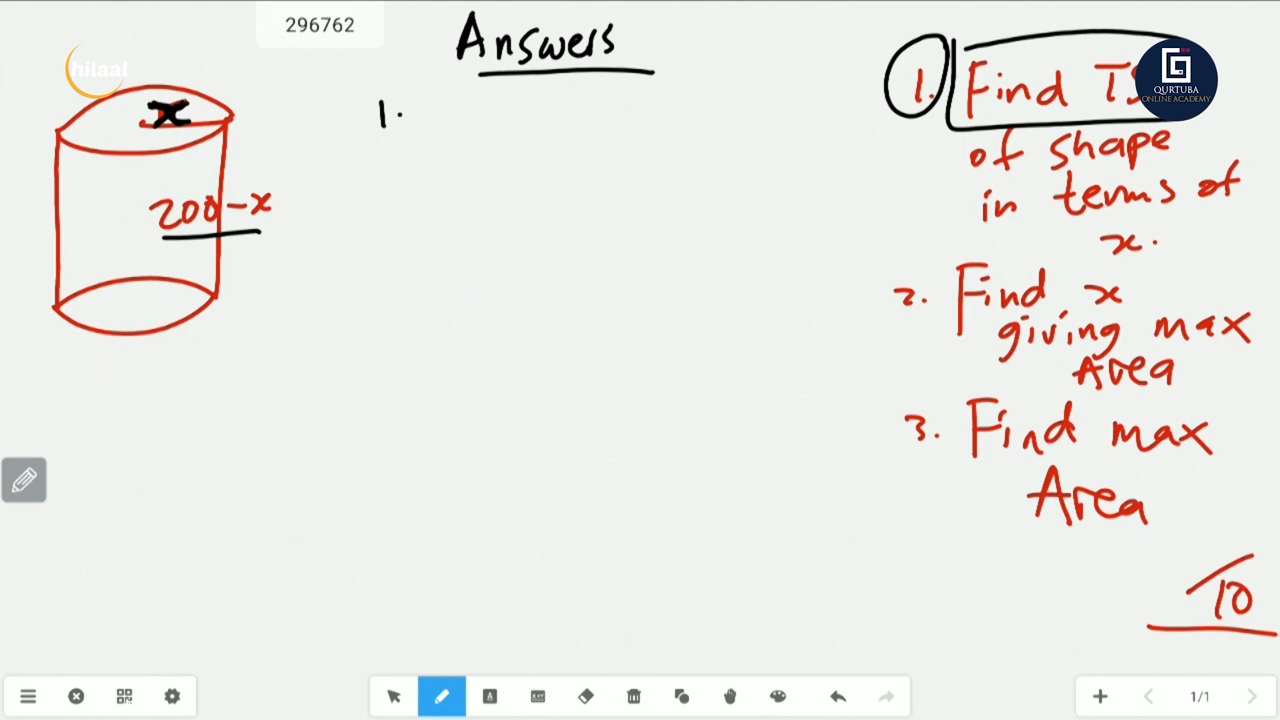 296762
hilaal
Answers
x
200-x
1.
1. Find TS
of shape
in terms of
x.
2. Find x
giving max
Area
3. Find max
Area
10
QURTUBA
ONLINE ACADEMY
1/1